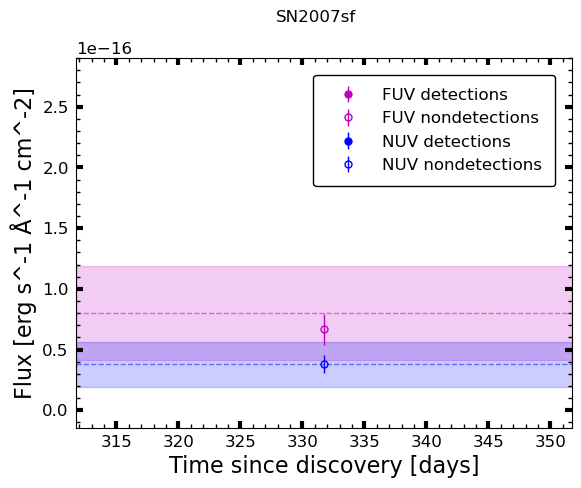 SN2007sf
1e−16
FUV detections
FUV nondetections
NUV detections
NUV nondetections
Flux [erg s^-1 Å^-1 cm^-2]
2.5
2.0
1.5
1.0
0.5
0.0
315 320 325 330 335 340 345 350
Time since discovery [days]